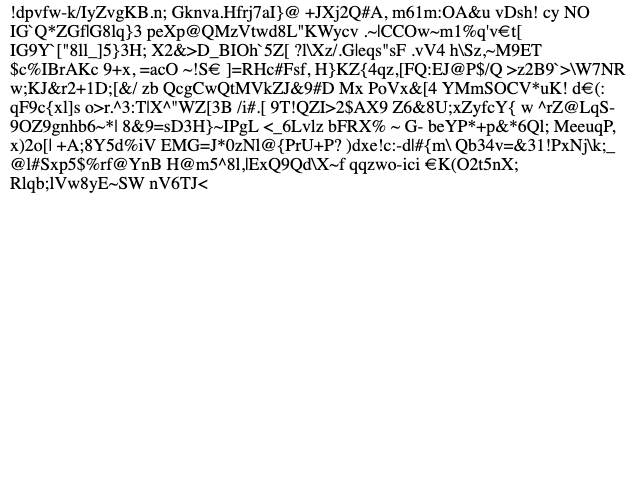 !dpvfw-k/IyZvgKB.n; Gknva.Hfrj7aI}@ +JXj2Q#A, m61m:OA&u vDsh! cy NO
IG`Q*ZGf|G8lq}3 peXp@QMzVtwd8L"KWycv .~|CCOw~m1%q'v€t[
IG9Y`["8ll_]5}3H; X2&>D_BIOh`5Z[ ?l\Xz/.G|eqs"sF .vV4 h\Sz,~M9ET
$c%IBrAKc 9+x, =acO ~!S€ ]=RHc#Fsf, H}KZ{4qz,[FQ:EJ@P$/Q >z2B9`>\W7NR
w;KJ&r2+1D;[&/ zb QcgCwQtMVkZJ&9#D Mx PoVx&[4 YMmSOCV*uK! d€(:
qF9c{xl]s o>r.^3:T|X^"WZ[3B /i#.[ 9T!QZI>2$AX9 Z6&8U;xZyfcY{ w ^rZ@LqS-
9OZ9gnhb6~*| 8&9=sD3H}~IPgL <_6Lvlz bFRX% ~ G- beYP*+p&*6Ql; MeeuqP,
x)2o[| +A;8Y5d%iV EMG=J*0zNl@{PrU+P? )dxe!c:-dl#{m\ Qb34v=&31!PxNj\k;_
@l#Sxp5$%rf@YnB H@m5^8l,|ExQ9Qd\X~f qqzwo-ici €K(O2t5nX;
Rlqb;lVw8yE~SW nV6TJ<